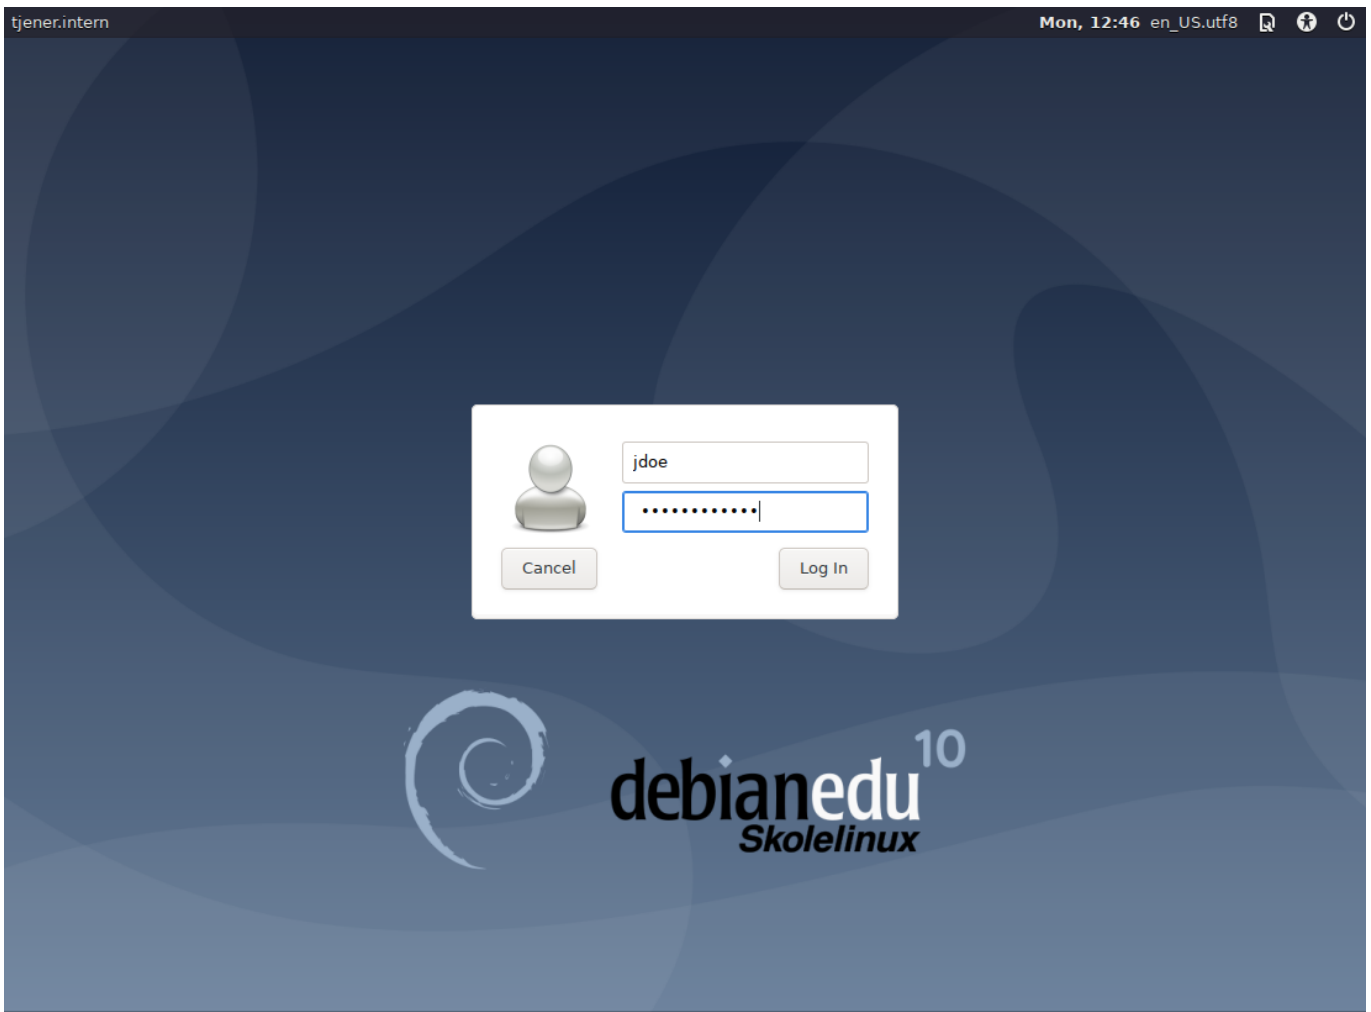 tjener.intern
Mon, 12:46 en_US.utf8
jdoe
••••••••••••
Cancel
Log In
debianedu 10
Skolelinux